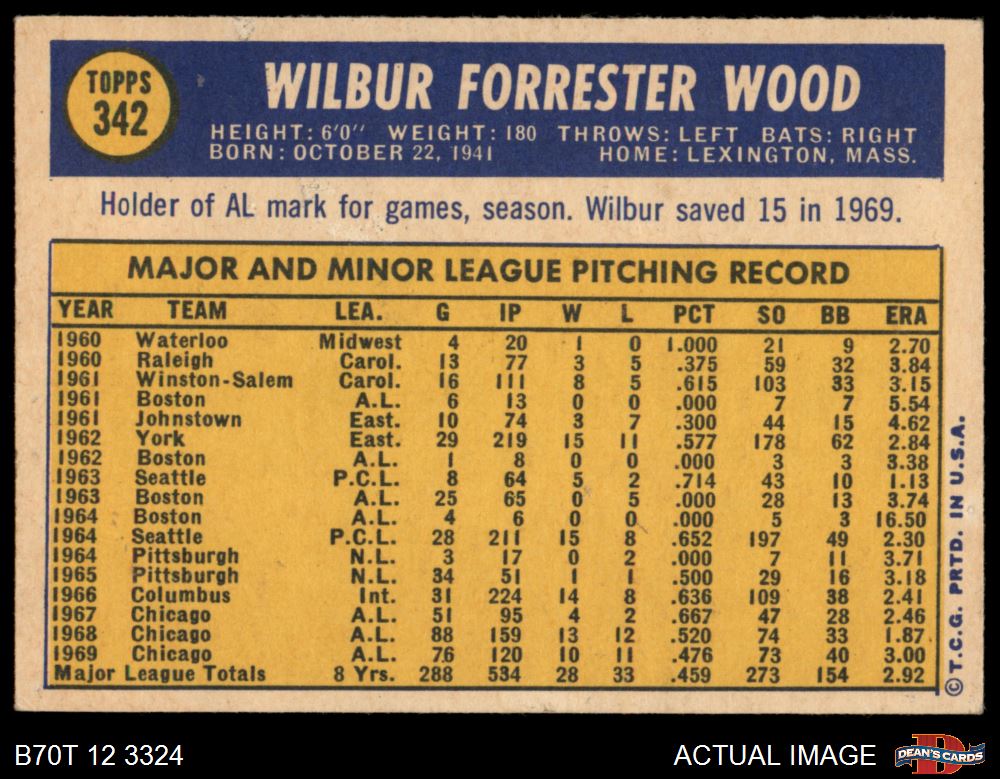 TOPPS
342
WILBUR FORRESTER WOOD
HEIGHT: 6'0" WEIGHT: 180 THROWS: LEFT BATS: RIGHT
BORN: OCTOBER 22, 1941 HOME: LEXINGTON, MASS.
Holder of AL mark for games, season. Wilbur saved 15 in 1969.
MAJOR AND MINOR LEAGUE PITCHING RECORD
YEAR TEAM LEA. G IP W L PCT SO BB ERA
1960 Waterloo Midwest 4 20 1 0 1.000 21 9 2.70
1960 Raleigh Carol. 13 77 3 5 .375 59 32 3.84
1961 Winston-Salem Carol. 16 111 8 5 .615 103 33 3.15
1961 Boston A.L. 6 13 0 0 .000 7 7 5.54
1961 Johnstown East. 10 74 3 7 .300 44 15 4.62
1962 York East. 29 219 15 11 .577 178 62 2.84
1962 Boston A.L. 1 8 0 0 .000 3 3 3.38
1963 Seattle P.C.L. 8 64 5 2 .714 43 10 1.13
1963 Boston A.L. 25 65 0 5 .000 28 13 3.74
1964 Boston A.L. 4 6 0 0 .000 5 3 16.50
1964 Seattle P.C.L. 28 211 15 8 .652 197 49 2.30
1964 Pittsburgh N.L. 3 17 0 2 .000 7 11 3.71
1965 Pittsburgh N.L. 34 51 1 1 .500 29 16 3.18
1966 Columbus Int. 31 224 14 8 .636 109 38 2.41
1967 Chicago A.L. 51 95 4 2 .667 47 28 2.46
1968 Chicago A.L. 88 159 13 12 .520 74 33 1.87
1969 Chicago A.L. 76 120 10 11 .476 73 40 3.00
Major League Totals 8 Yrs. 288 534 28 33 .459 273 154 2.92
©T.C.G. PRTD. IN U.S.A.
B70T 12 3324 ACTUAL IMAGE
DEAN'S CARDS